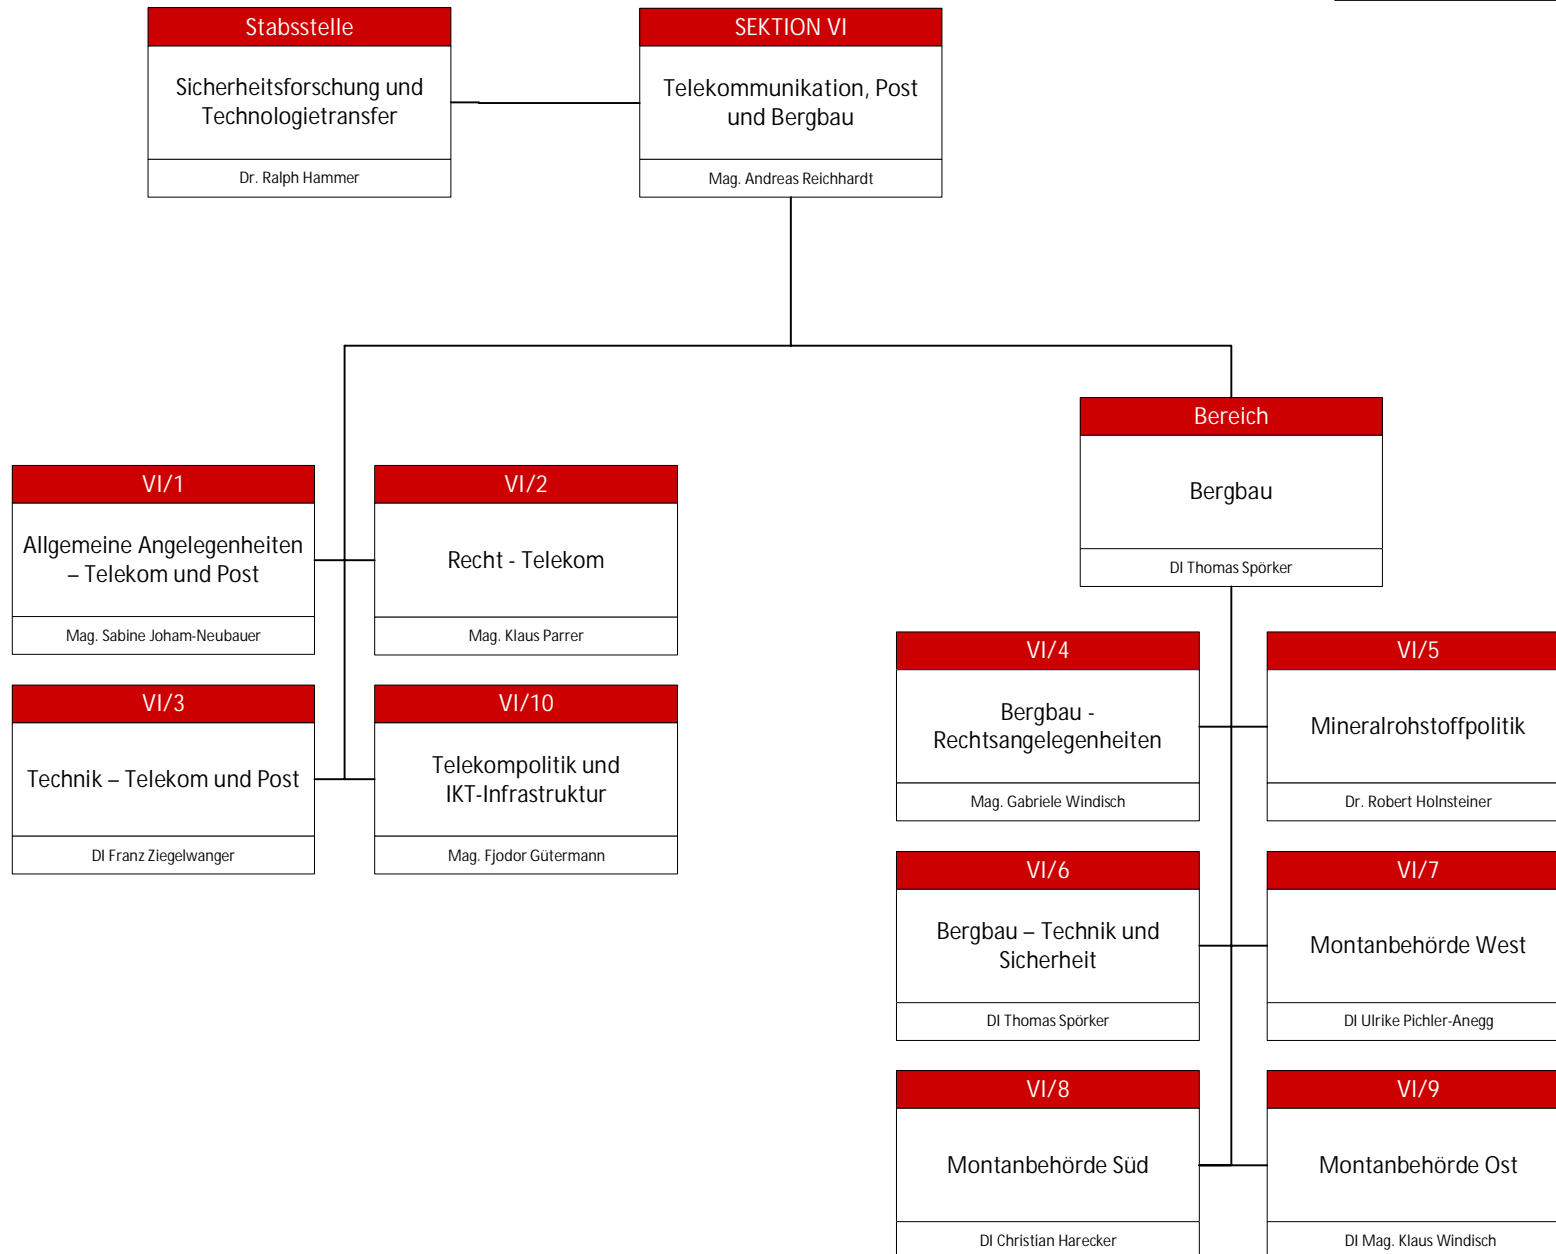 Stabsstelle
Sicherheitsforschung und
Technologietransfer
Dr. Ralph Hammer
SEKTION VI
Telekommunikation, Post
und Bergbau
Mag. Andreas Reichhardt
VI/1
Allgemeine Angelegenheiten
– Telekom und Post
Mag. Sabine Joham-Neubauer
VI/2
Recht - Telekom
Mag. Klaus Parrer
VI/3
Technik – Telekom und Post
DI Franz Ziegelwanger
VI/10
Telekompolitik und
IKT-Infrastruktur
Mag. Fjodor Gütermann
Bereich
Bergbau
DI Thomas Spörker
VI/4
Bergbau -
Rechtsangelegenheiten
Mag. Gabriele Windisch
VI/5
Mineralrohstoffpolitik
Dr. Robert Holnsteiner
VI/6
Bergbau – Technik und
Sicherheit
DI Thomas Spörker
VI/7
Montanbehörde West
DI Ulrike Pichler-Anegg
VI/8
Montanbehörde Süd
DI Christian Harecker
VI/9
Montanbehörde Ost
DI Mag. Klaus Windisch